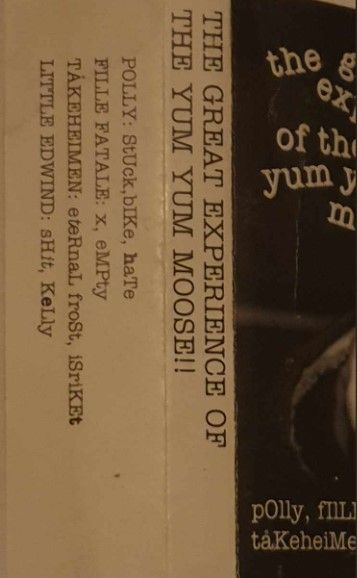 THE GREAT EXPERIENCE OF
THE YUM YUM MOOSE!!
POLLY: StUck,bIKe, haTe
FILLE FATALE: x, eMPty
TÅKEHEIMEN: eteRnaL froSt, iSriKEt
LITTLE EDWIND: sHit, KeLly
the g
ex
of th
yum y
m
pOlly, fIlL
tåKeheiMe